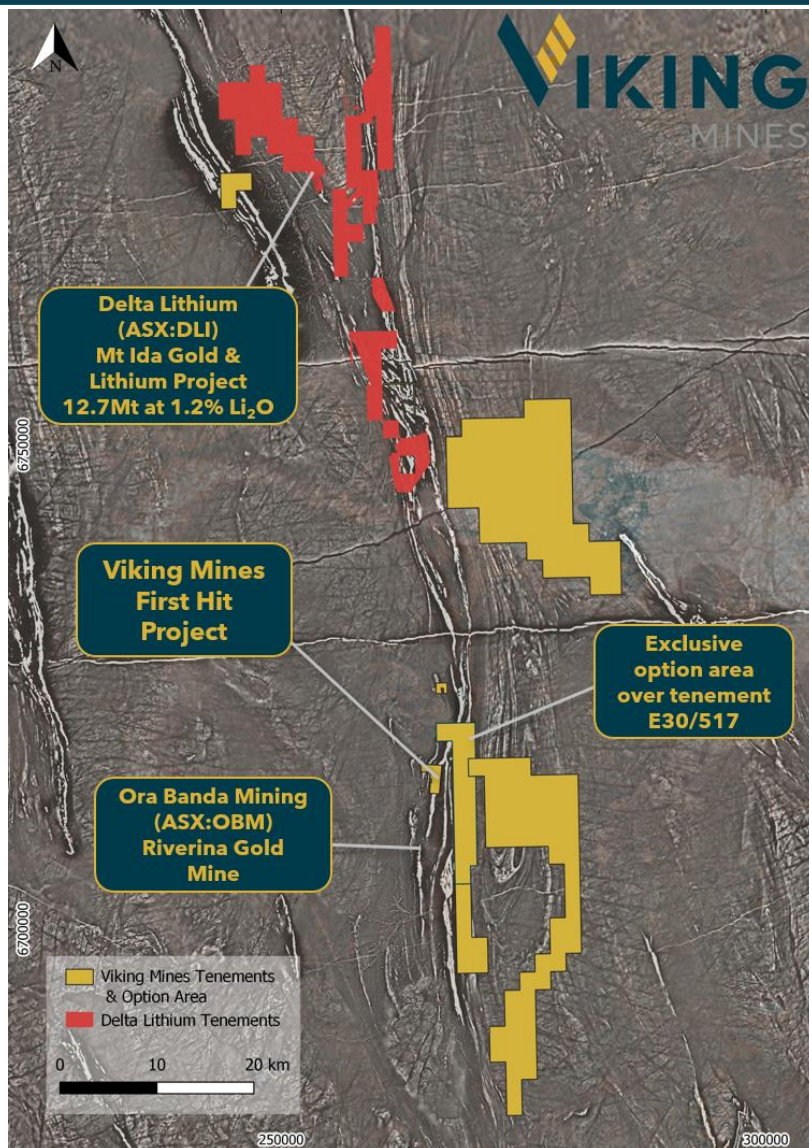 N
VIKING
MINES
Delta Lithium
(ASX:DLI)
Mt Ida Gold &
Lithium Project
12.7Mt at 1.2% Li₂O
6750000
Viking Mines
First Hit
Project
Exclusive
option area
over tenement
E30/517
Ora Banda Mining
(ASX:OBM)
Riverina Gold
Mine
6700000
Viking Mines Tenements
& Option Area
Delta Lithium Tenements
0 10 20 km
250000
300000